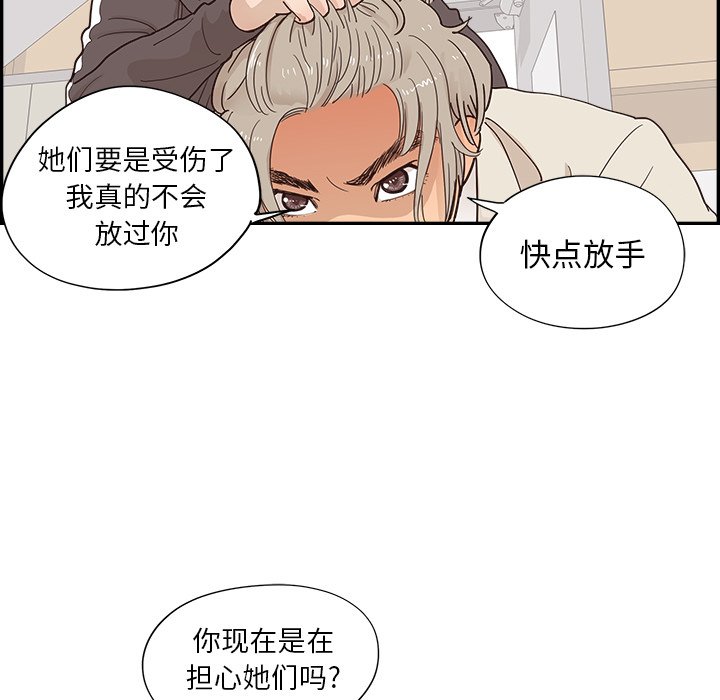 她们要是受伤了
我真的不会
放过你
快点放手
你现在是在
担心她们吗?